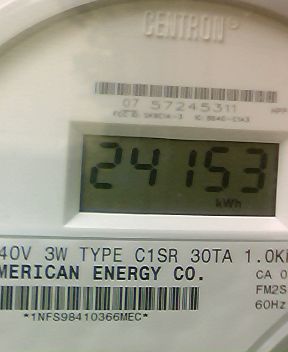 CENTRON®
07 57245311
24153
kWh
40V 3W TYPE C1SR 30TA 1.0K
MERICAN ENERGY CO.
CA 0
FM2S
60Hz
*1NFS98410366MEC*